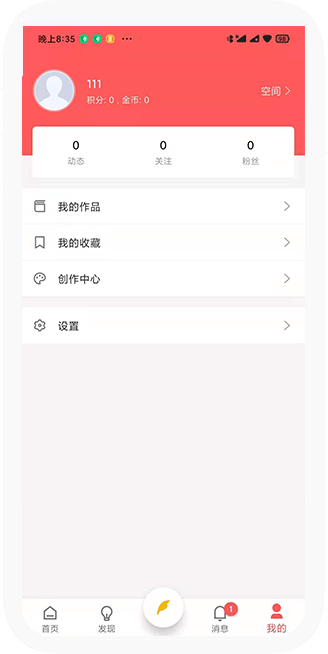 晚上8:35 ··· 98
111
积分: 0 , 金币: 0
空间
0 0 0
动态 关注 粉丝
我的作品
我的收藏
创作中心
设置
1
首页 发现 消息 我的